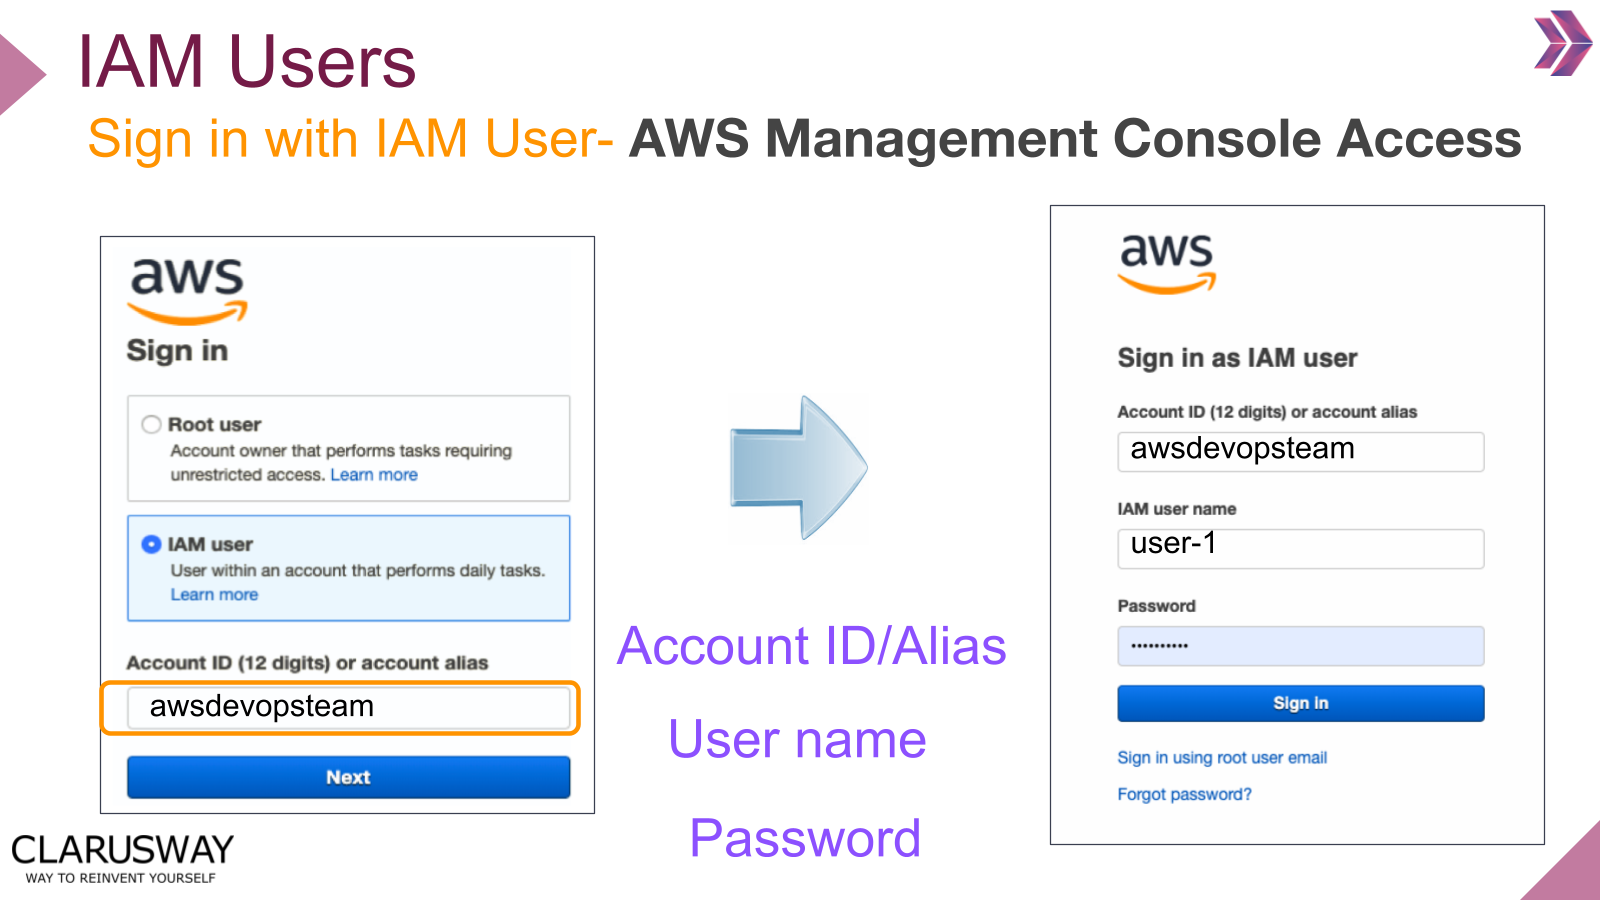 IAM Users
Sign in with IAM User- AWS Management Console Access
aws
Sign in
Root user
Account owner that performs tasks requiring
unrestricted access. Learn more
IAM user
User within an account that performs daily tasks.
Learn more
Account ID (12 digits) or account alias
awsdevopsteam
Next
Account ID/Alias
User name
Password
aws
Sign in as IAM user
Account ID (12 digits) or account alias
awsdevopsteam
IAM user name
user-1
Password
••••••••••
Sign in
Sign in using root user email
Forgot password?
CLARUSWAY
WAY TO REINVENT YOURSELF